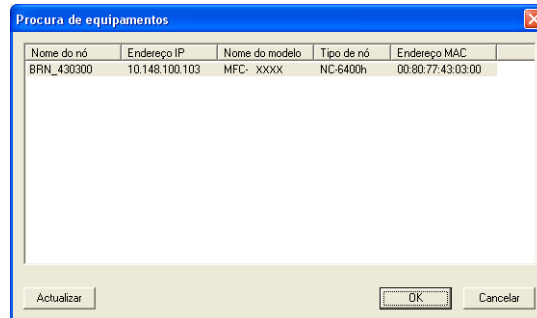 Procura de equipamentos
Nome do nó Endereço IP Nome do modelo Tipo de nó Endereço MAC
BRN_430300 10.148.100.103 MFC- XXXX NC-6400h 00:80:77:43:03:00
Actualizar OK Cancelar